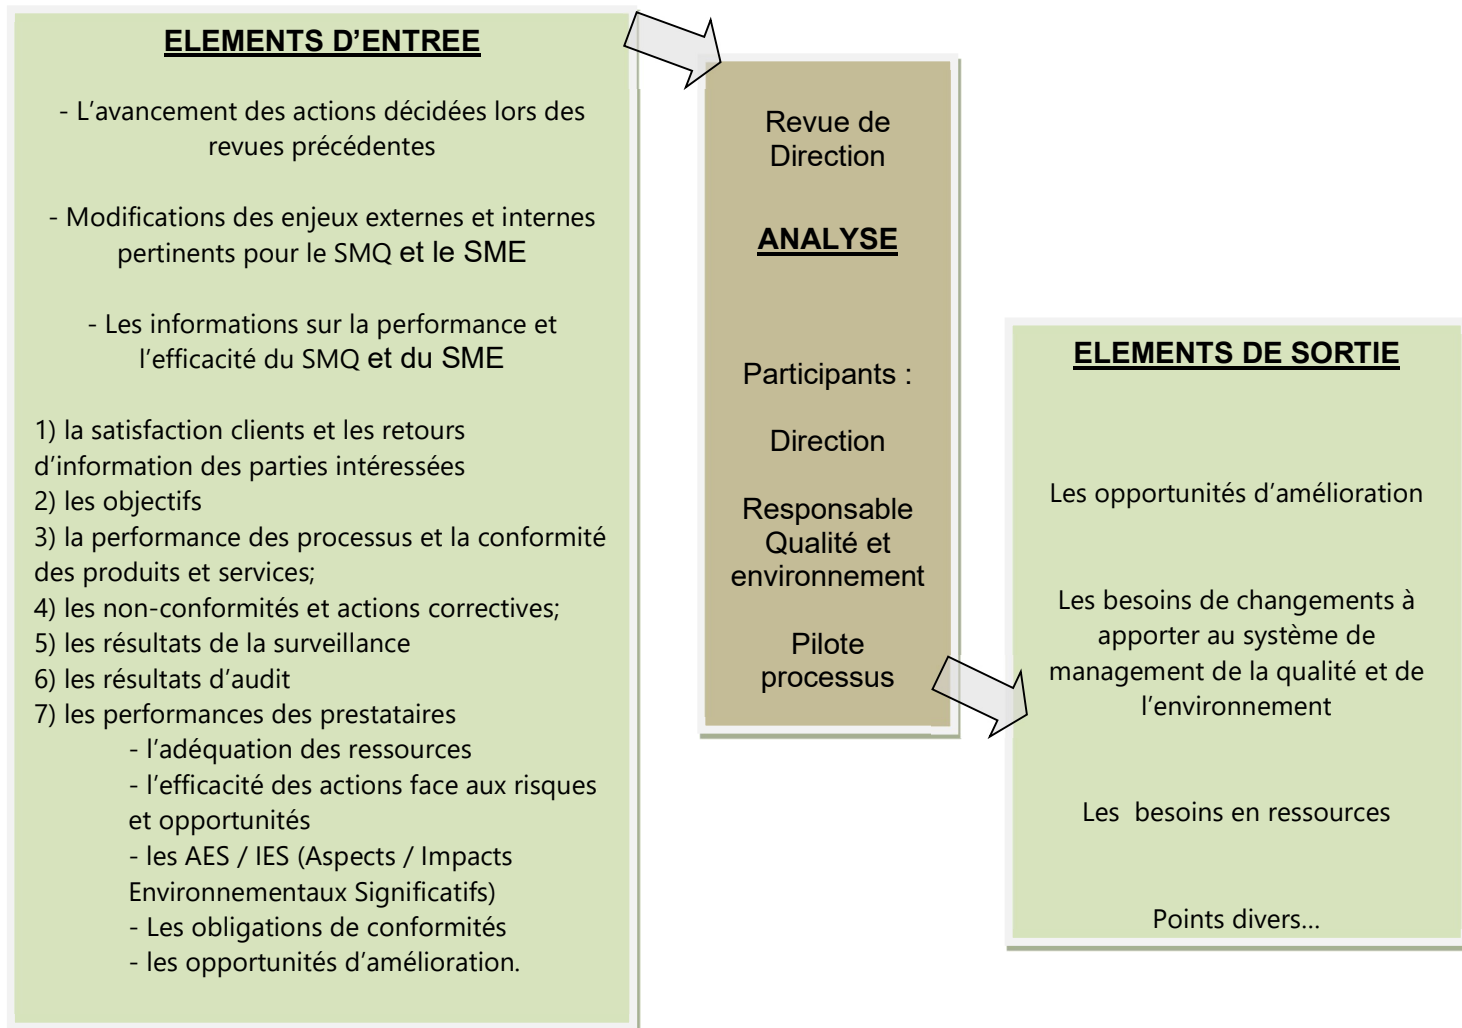 ELEMENTS D’ENTREE
- L’avancement des actions décidées lors des
revues précédentes
- Modifications des enjeux externes et internes
pertinents pour le SMQ et le SME
- Les informations sur la performance et
l’efficacité du SMQ et du SME
1) la satisfaction clients et les retours
d’information des parties intéressées
2) les objectifs
3) la performance des processus et la conformité
des produits et services;
4) les non-conformités et actions correctives;
5) les résultats de la surveillance
6) les résultats d’audit
7) les performances des prestataires
- l’adéquation des ressources
- l’efficacité des actions face aux risques
et opportunités
- les AES / IES (Aspects / Impacts
Environnementaux Significatifs)
- Les obligations de conformités
- les opportunités d’amélioration.
Revue de
Direction
ANALYSE
Participants :
Direction
Responsable
Qualité et
environnement
Pilote
processus
ELEMENTS DE SORTIE
Les opportunités d’amélioration
Les besoins de changements à
apporter au système de
management de la qualité et de
l’environnement
Les  besoins en ressources
Points divers…